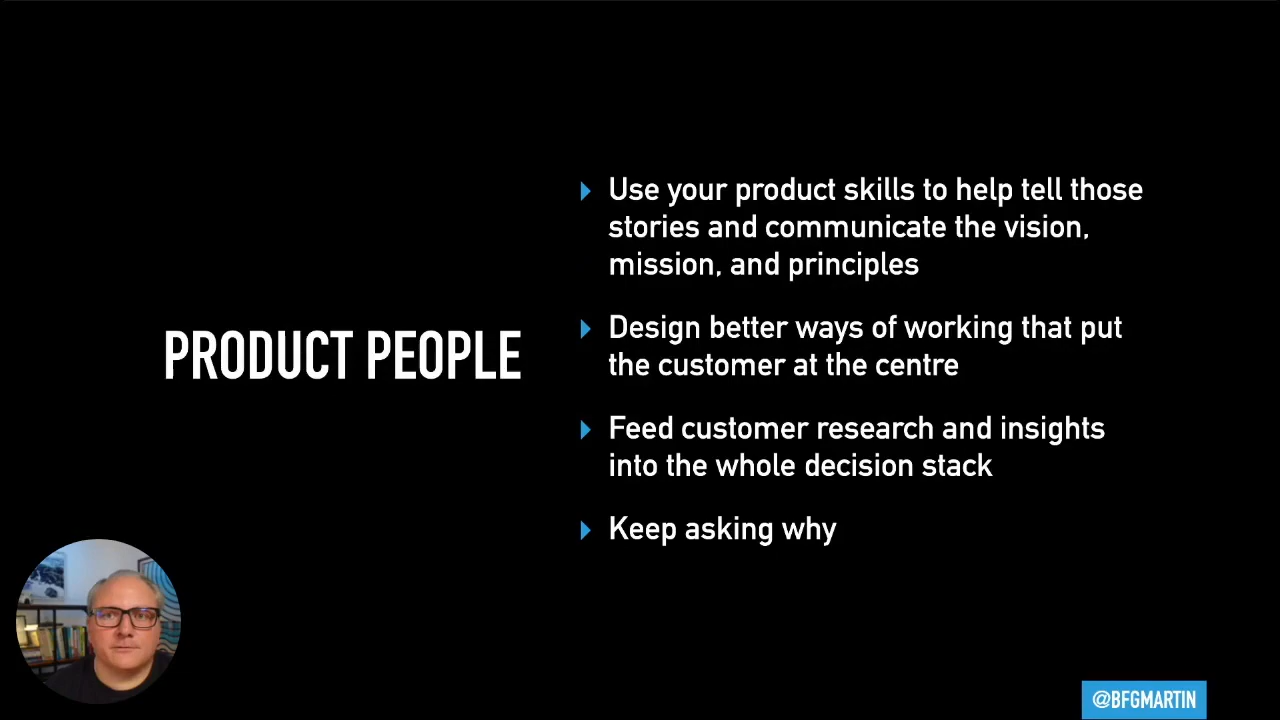 PRODUCT PEOPLE
Use your product skills to help tell those
stories and communicate the vision,
mission, and principles
Design better ways of working that put
the customer at the centre
Feed customer research and insights
into the whole decision stack
Keep asking why
@BFGMARTIN